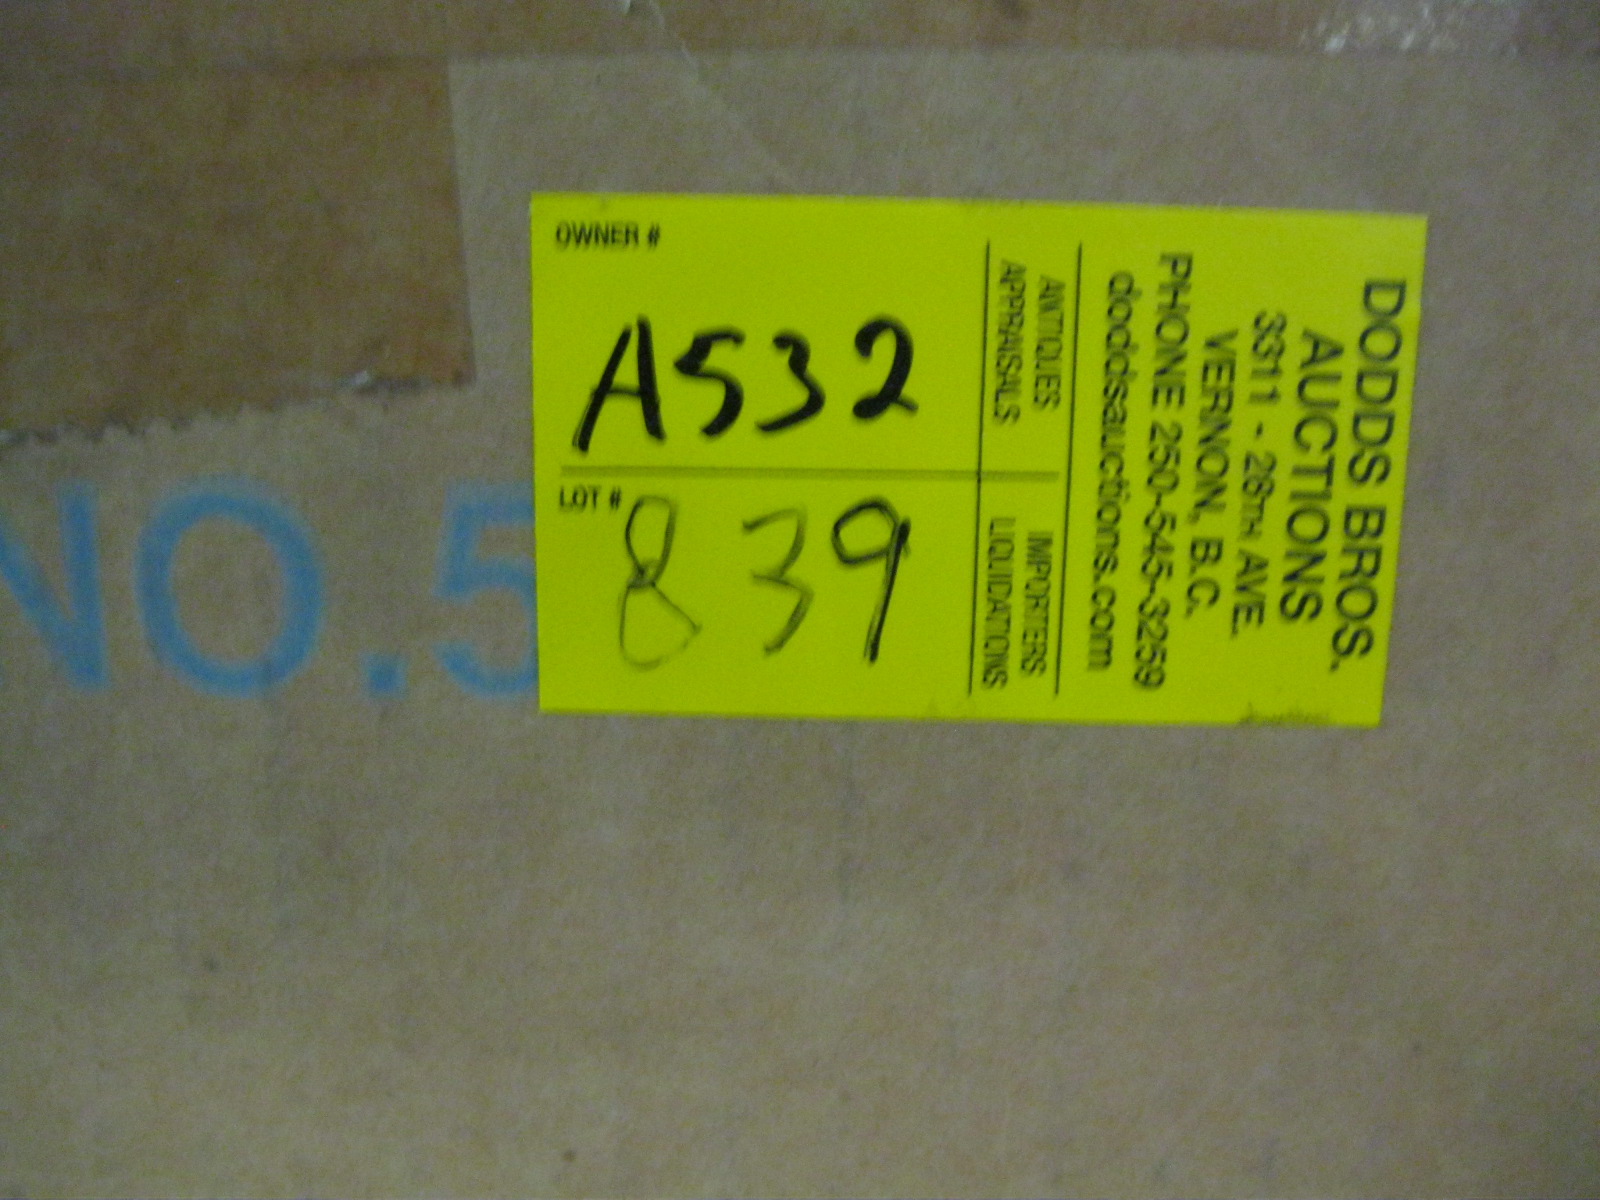 OWNER #
A532
LOT #
839
NO.5
DODDS BROS.
AUCTIONS
3311 - 26TH AVE.
VERNON, B.C.
PHONE 250-545-3259
doddsauctions.com
ANTIQUES
APPRAISALS
IMPORTERS
LIQUIDATIONS